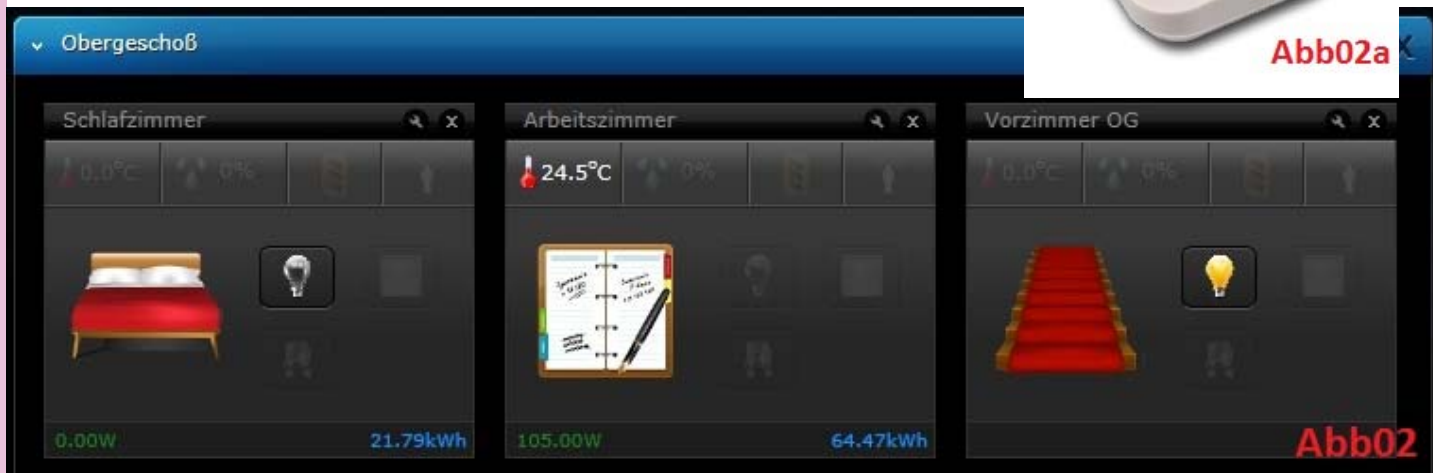 Abb02a
Obergeschoß
X
Schlafzimmer X
Arbeitszimmer X
Vorzimmer OG X
0.0°C 0%
24.5°C 0%
0.0°C 0%
0.00W 21.79kWh
105.00W 64.47kWh
Abb02